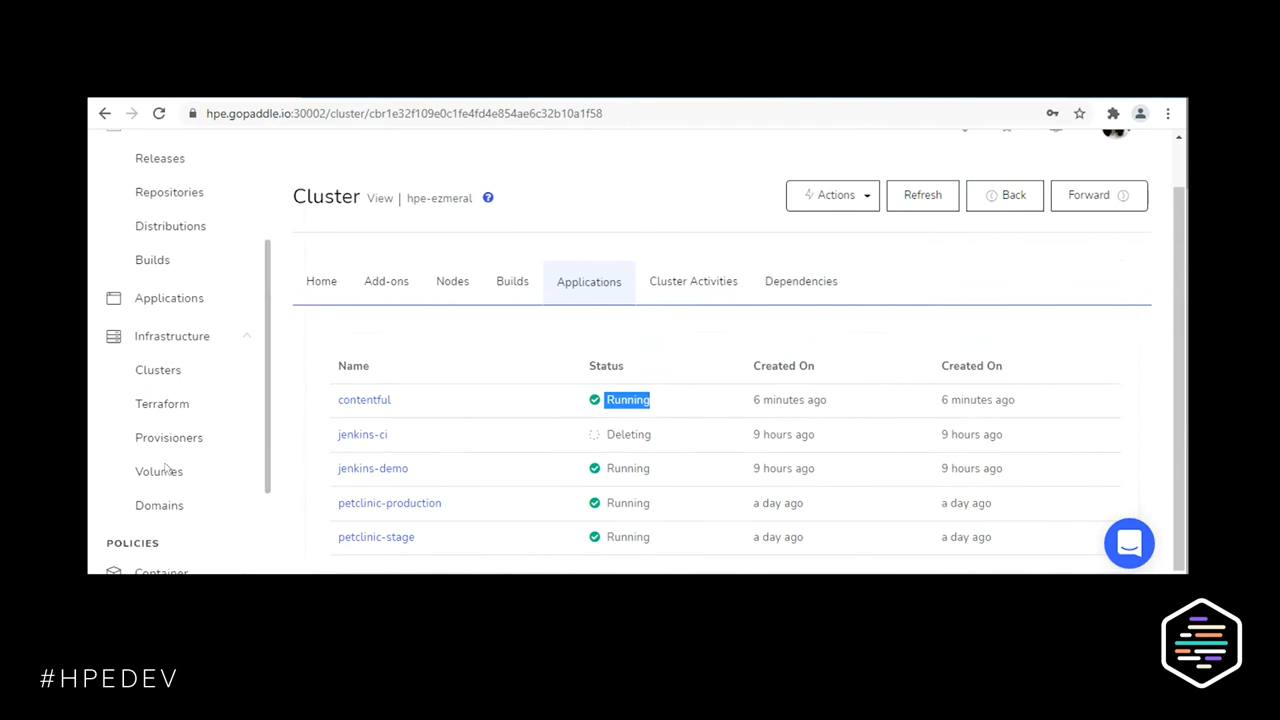 hpe.gopaddle.io:30002/cluster/cbr1e32f109e0c1fe4fd4e854ae6c32b10a1f58
Releases
Repositories
Distributions
Builds
Applications
Infrastructure
Clusters
Terraform
Provisioners
Volumes
Domains
POLICIES
Container
Cluster View | hpe-ezmeral ?
Actions Refresh Back Forward
Home Add-ons Nodes Builds Applications Cluster Activities Dependencies
Name Status Created On Created On
contentful Running 6 minutes ago 6 minutes ago
jenkins-ci Deleting 9 hours ago 9 hours ago
jenkins-demo Running 9 hours ago 9 hours ago
petclinic-production Running a day ago a day ago
petclinic-stage Running a day ago a day ago
#HPEDEV